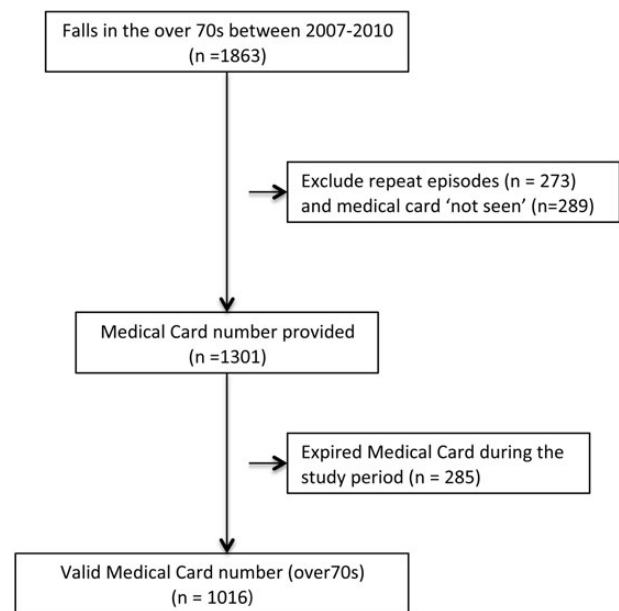 Falls in the over 70s between 2007-2010
(n =1863)
Exclude repeat episodes (n = 273)
and medical card ‘not seen’ (n=289)
Medical Card number provided
(n =1301)
Expired Medical Card during the
study period (n = 285)
Valid Medical Card number (over70s)
(n = 1016)